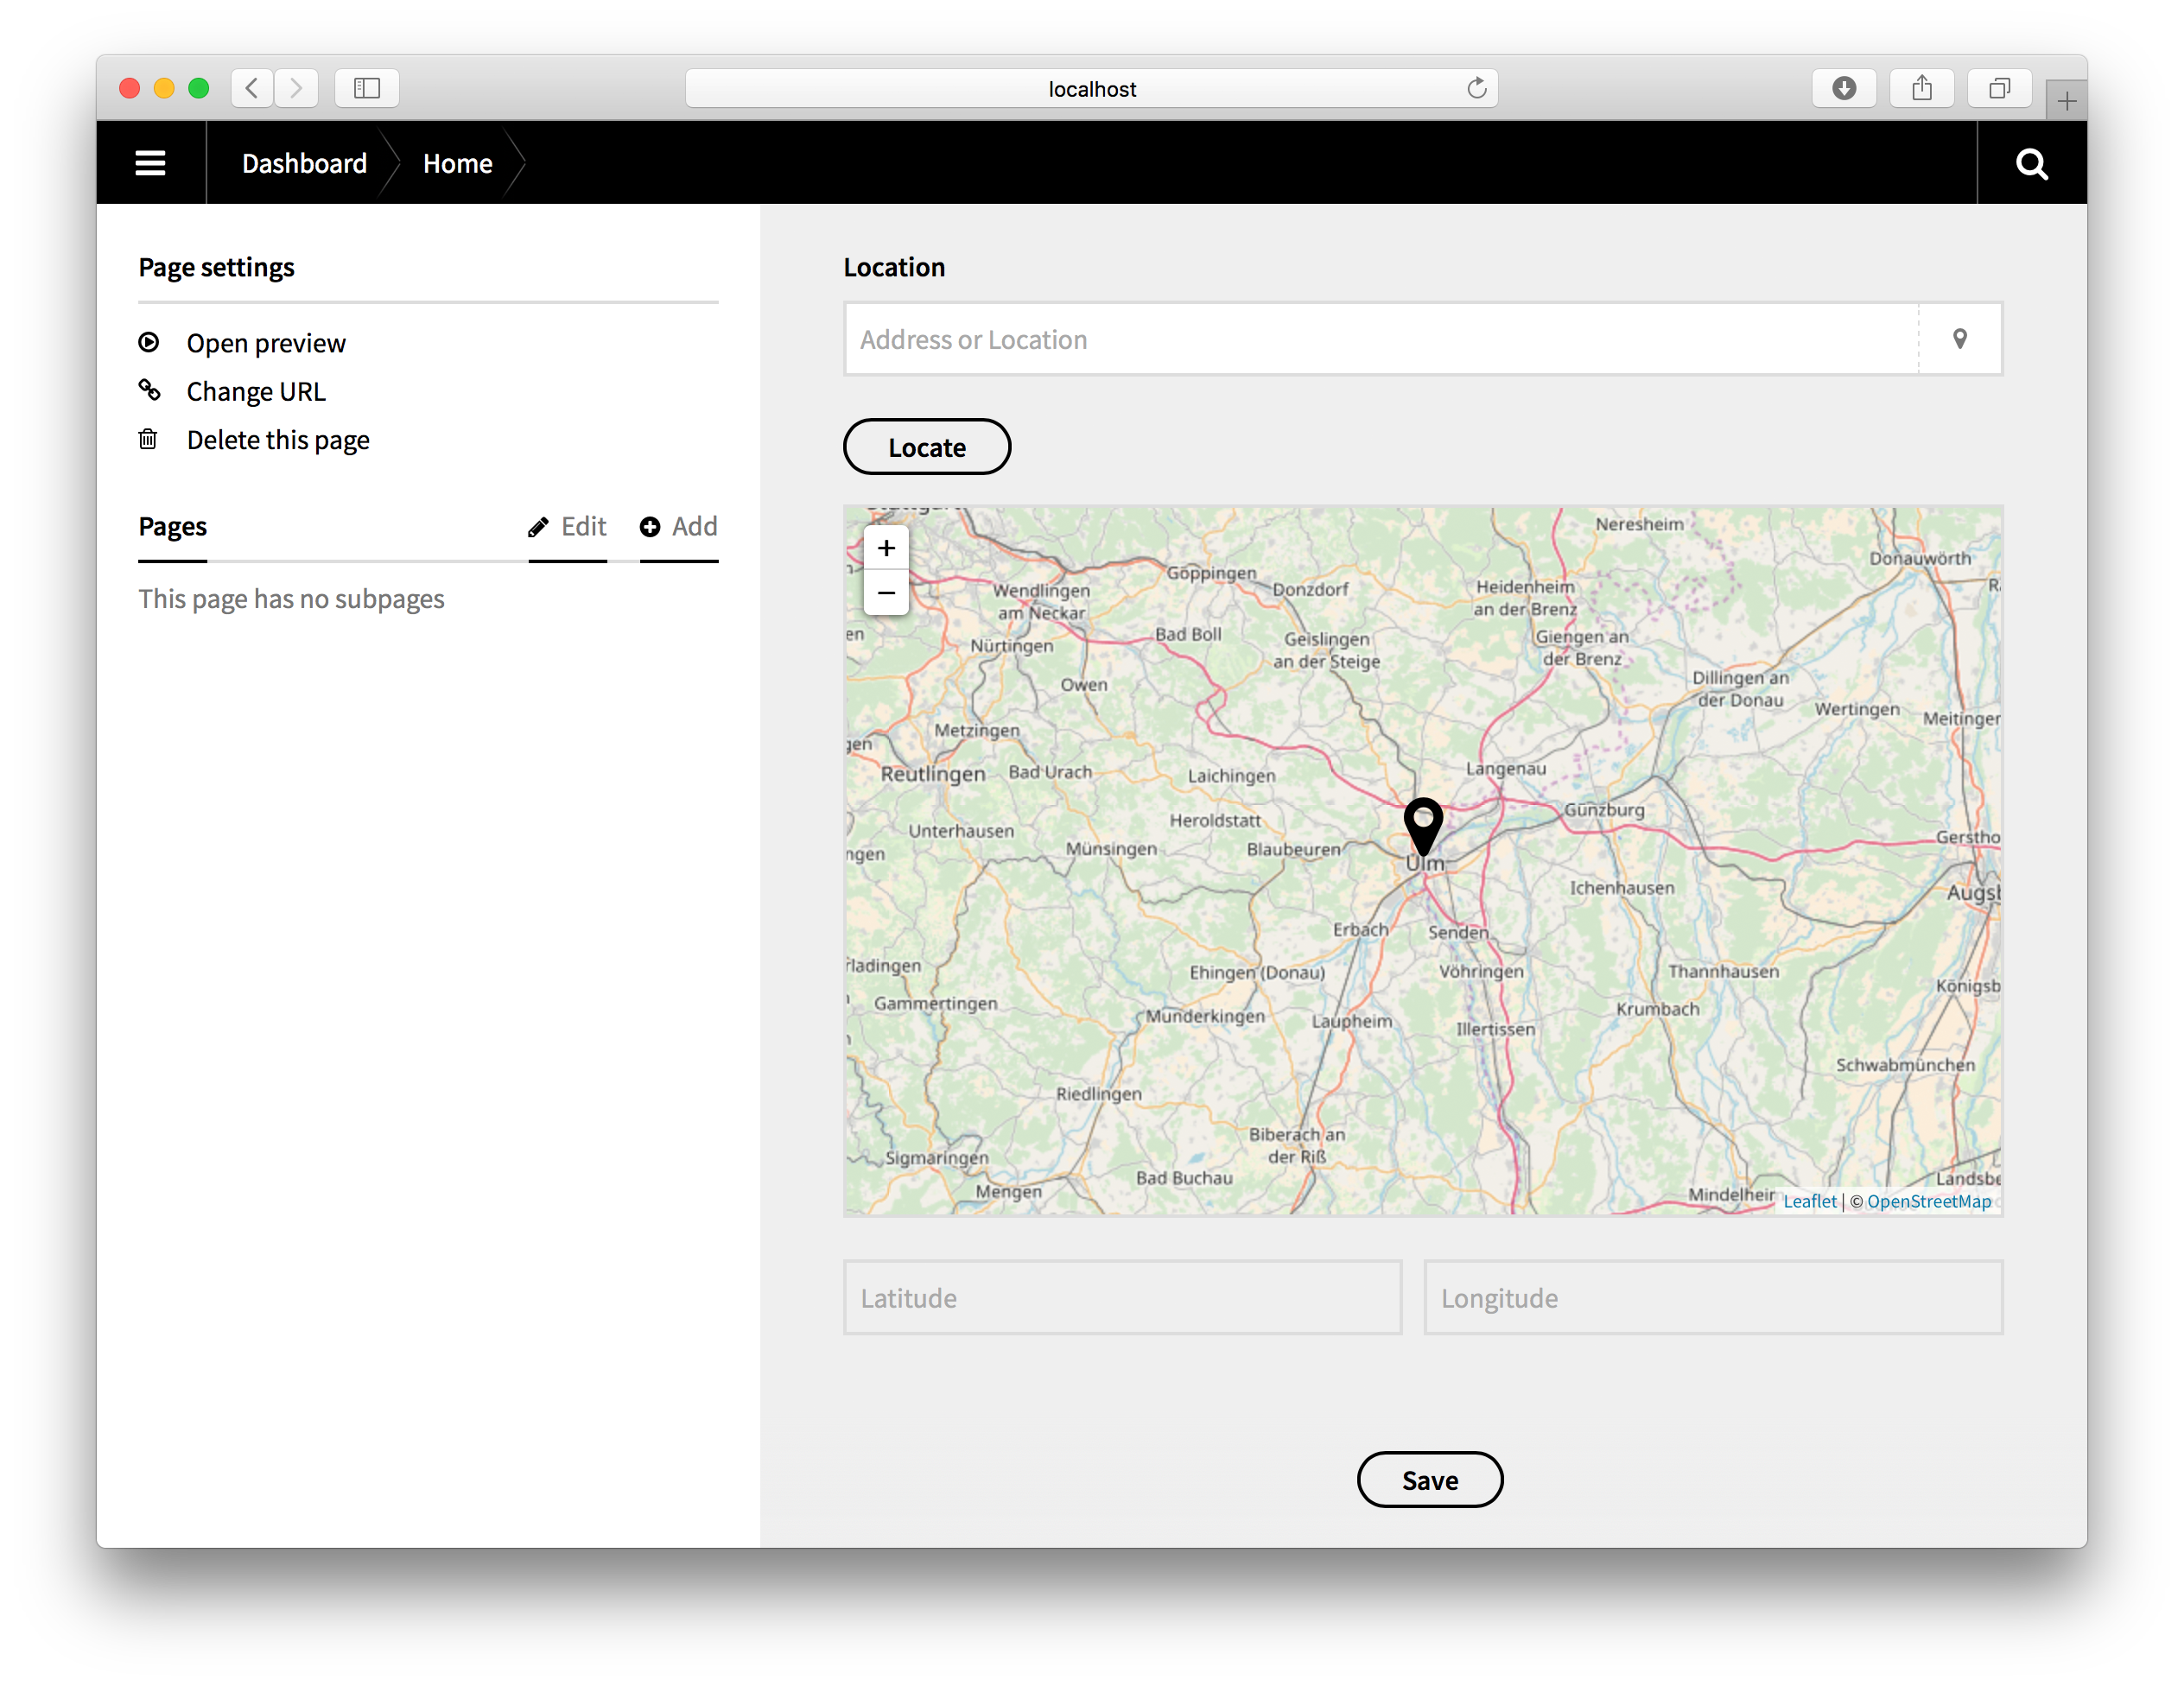 localhost
Dashboard
Home
Page settings
Open preview
Change URL
Delete this page
Pages
Edit
Add
This page has no subpages
Location
Address or Location
Locate
+
−
Neresheim
Donauwörth
Göppingen
Wendlingen
am Neckar
Donzdorf
Heidenheim
an der Brenz
Bad Boll
Nürtingen
Geislingen
an der Steige
Giengen an
der Brenz
Owen
Dillingen an
der Donau
Wertingen
Meitinger
Metzingen
Reutlingen
Bad Urach
Laichingen
Langenau
Günzburg
Heroldstatt
Unterhausen
Münsingen
Blaubeuren
Ulm
Gerstho
Ichenhausen
Augsb
Erbach
Senden
Ehingen (Donau)
Vöhringen
Thannhausen
Königsb
Gammertingen
Munderkingen
Laupheim
Illertissen
Krumbach
Schwabmünchen
Riedlingen
Biberach an
der Riß
Sigmaringen
Bad Buchau
Mengen
Landsbe
Mindelheim
Leaflet | © OpenStreetMap
Latitude
Longitude
Save